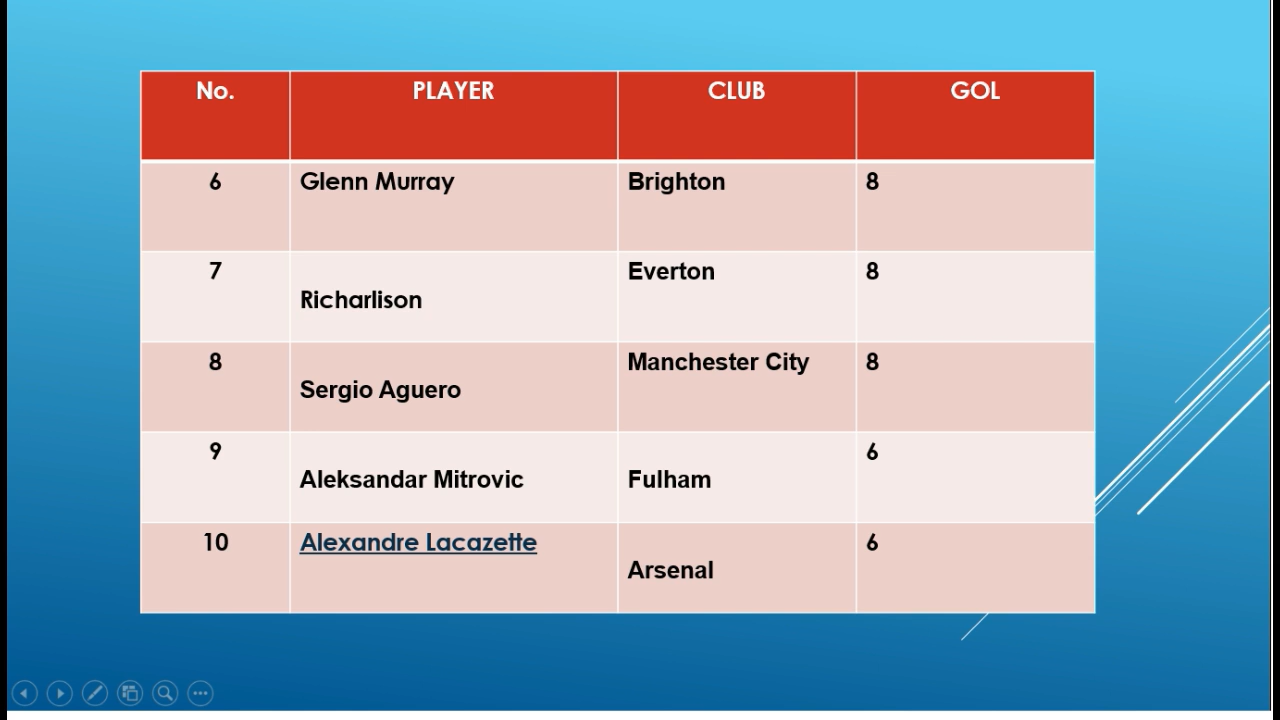 No. PLAYER CLUB GOL
6 Glenn Murray Brighton 8
7 Richarlison Everton 8
8 Sergio Aguero Manchester City 8
9 Aleksandar Mitrovic Fulham 6
10 Alexandre Lacazette Arsenal 6